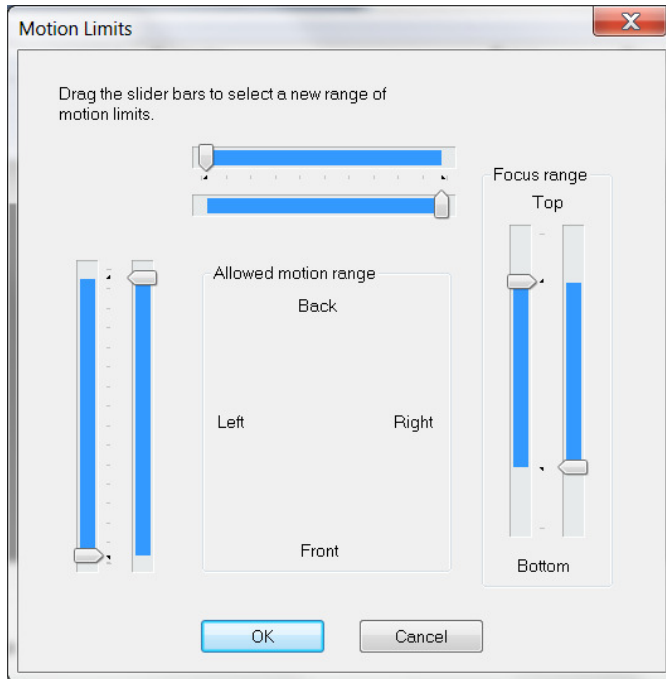 Motion Limits
Drag the slider bars to select a new range of
motion limits.
Focus range
Top
Allowed motion range
Back
Left
Right
Front
Bottom
OK
Cancel